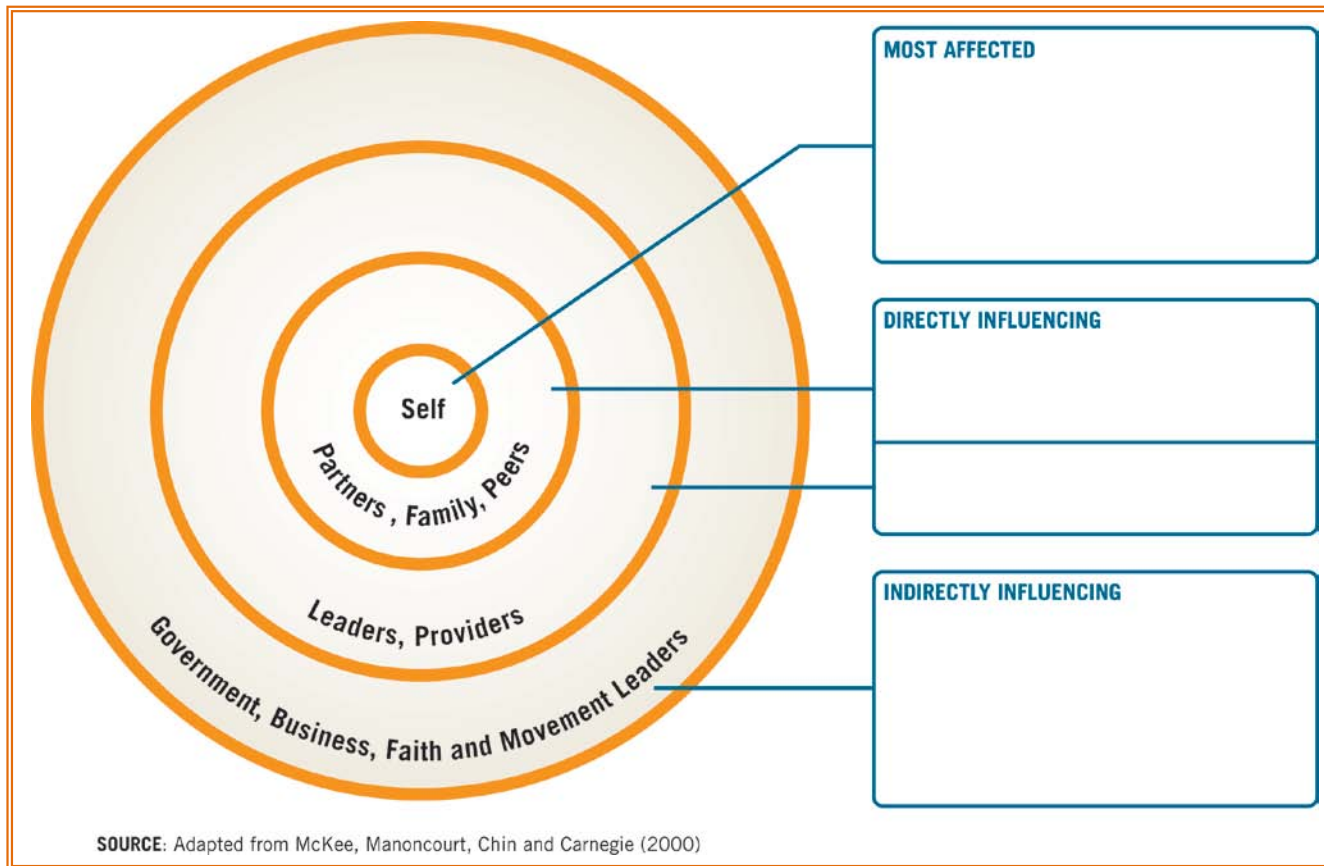 MOST AFFECTED
DIRECTLY INFLUENCING
INDIRECTLY INFLUENCING
Self
Partners , Family, Peers
Leaders, Providers
Government, Business, Faith and Movement Leaders
SOURCE: Adapted from McKee, Manoncourt, Chin and Carnegie (2000)